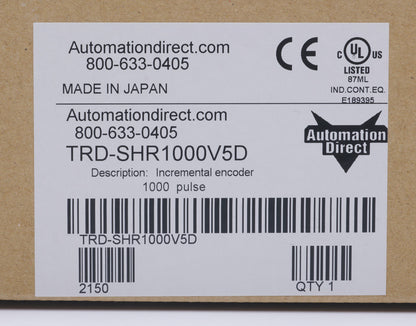 Automationdirect.com
800-633-0405
MADE IN JAPAN
CE
C UL US
LISTED
87ML
IND.CONT.EQ.
E189395
Automationdirect.com
800-633-0405
TRD-SHR1000V5D
Description: Incremental encoder
1000 pulse
Automation
Direct
TRD-SHR1000V5D
2150
QTY 1